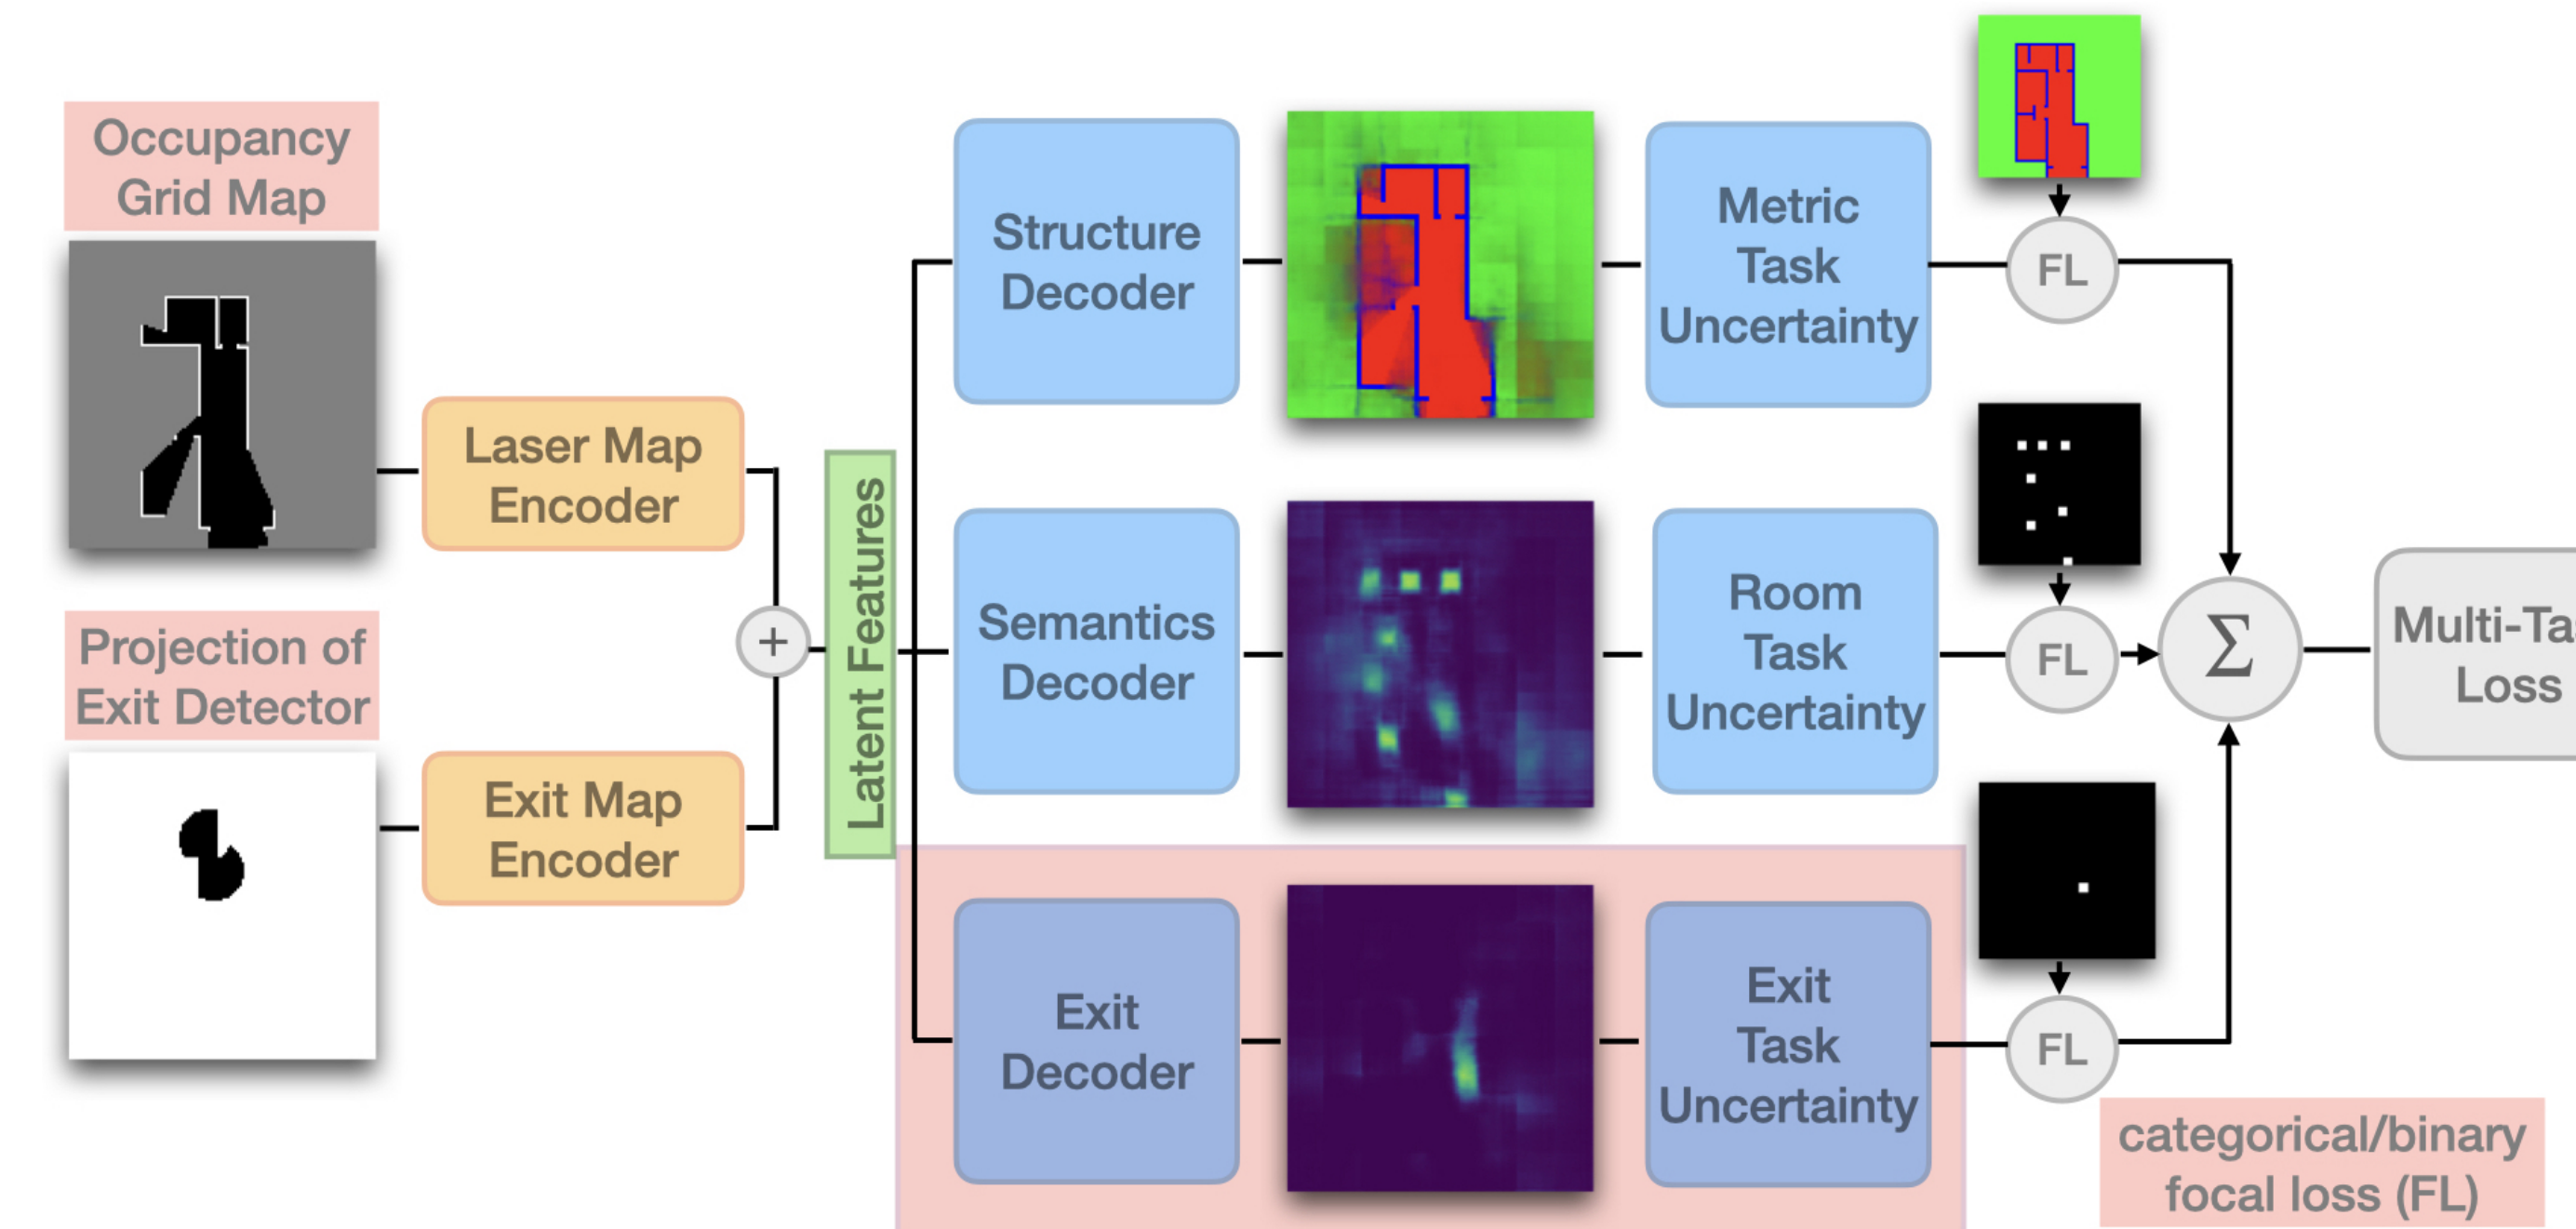 Occupancy
Grid Map
Laser Map
Encoder
Projection of
Exit Detector
Exit Map
Encoder
+
Latent Features
Structure
Decoder
Metric
Task
Uncertainty
FL
Semantics
Decoder
Room
Task
Uncertainty
FL
Σ
Multi-Ta
Loss
Exit
Decoder
Exit
Task
Uncertainty
FL
categorical/binary
focal loss (FL)